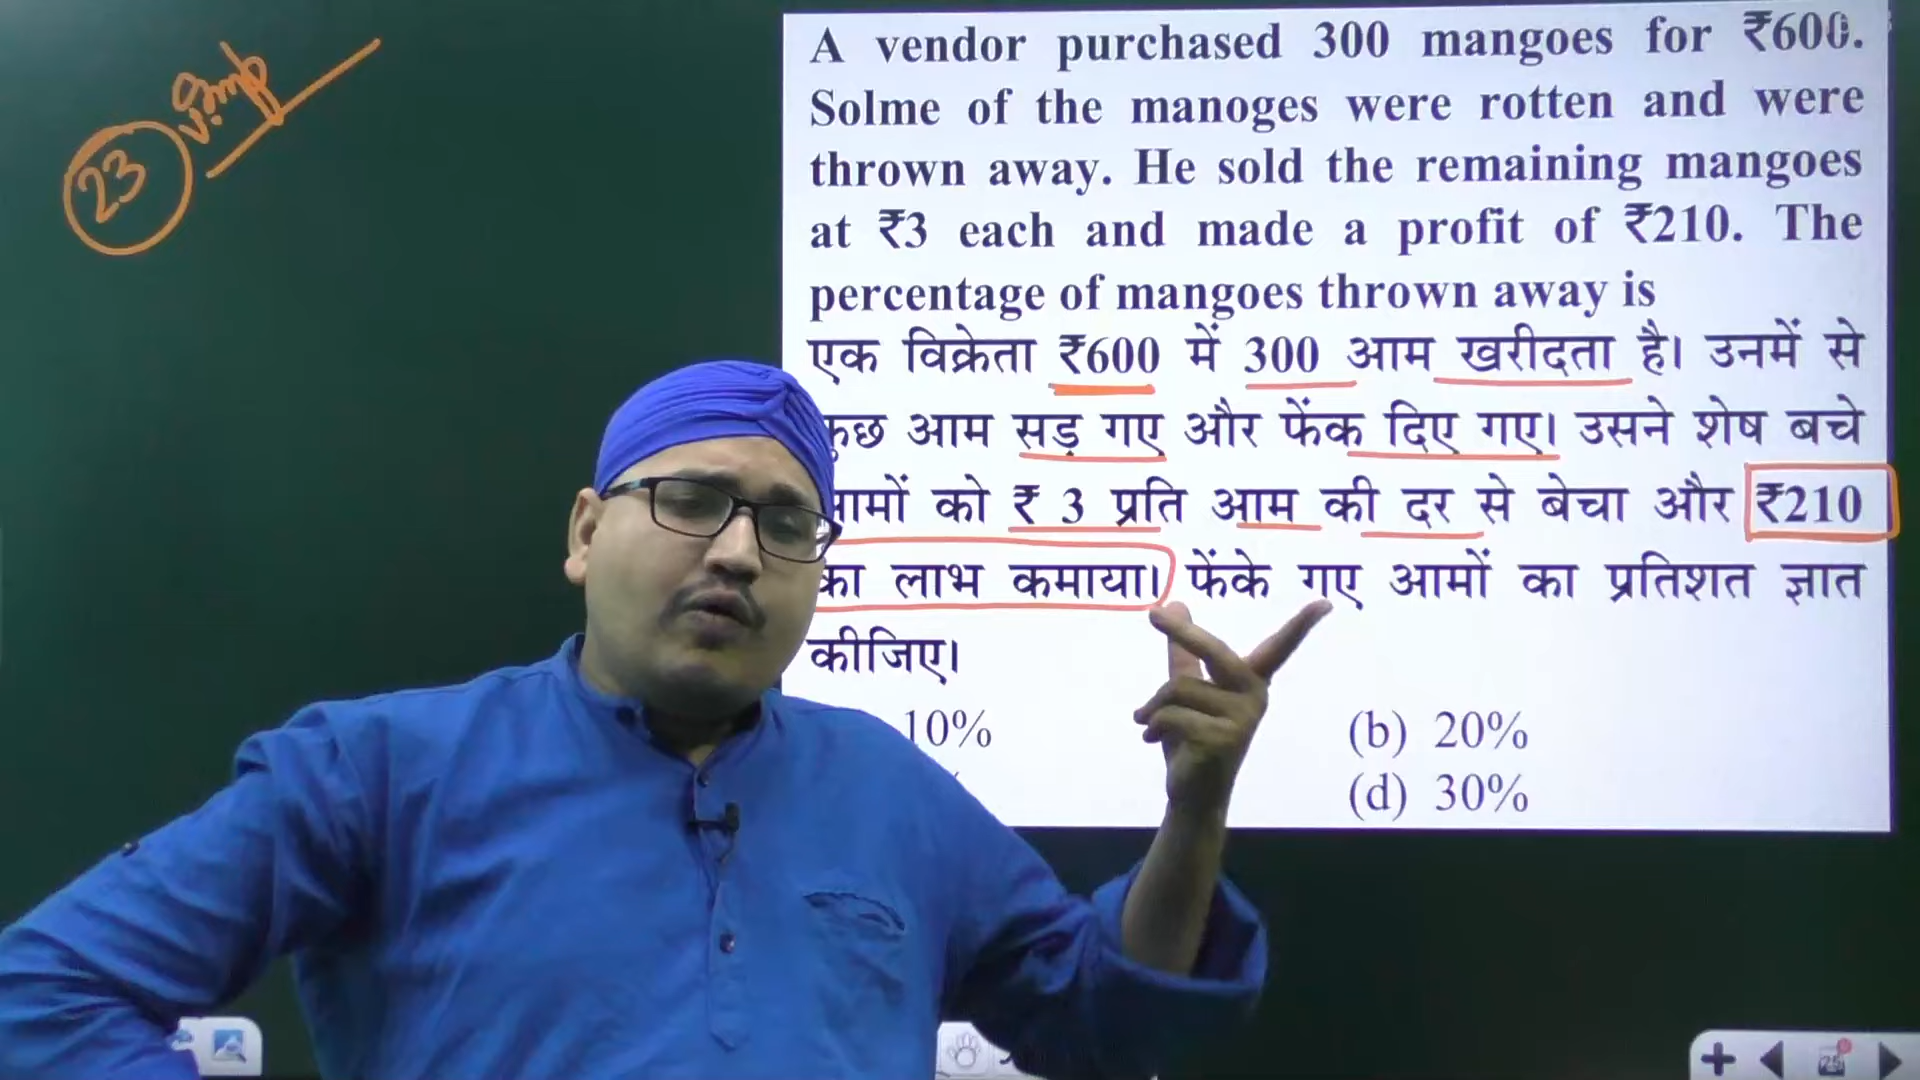 23
v.imp
A vendor purchased 300 mangoes for ₹600.
Solme of the manoges were rotten and were
thrown away. He sold the remaining mangoes
at ₹3 each and made a profit of ₹210. The
percentage of mangoes thrown away is
एक विक्रेता ₹600 में 300 आम खरीदता है। उनमें से
कुछ आम सड़ गए और फेंक दिए गए। उसने शेष बचे
आमों को ₹ 3 प्रति आम की दर से बेचा और ₹210
का लाभ कमाया। फेंके गए आमों का प्रतिशत ज्ञात
कीजिए।
10% (b) 20%
(d) 30%